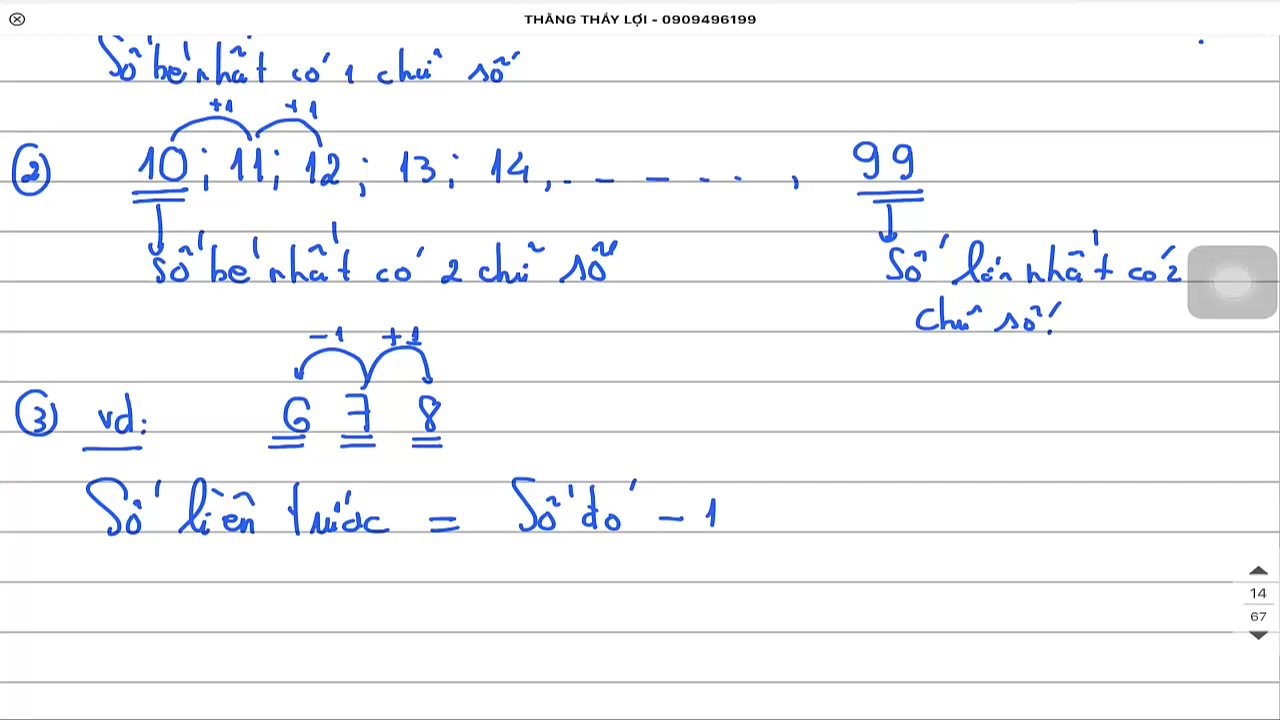 THẦNG THẦY LỢI - 0909496199
Số bé nhất có 1 chữ số
+1 +1
② 10; 11; 12; 13; 14, . - - - . . , 99
Số bé nhất có 2 chữ số Số lớn nhất có 2
chữ số!
-1 +1
③ vd: 6 7 8
Số liền trước = Số đó - 1
14
67